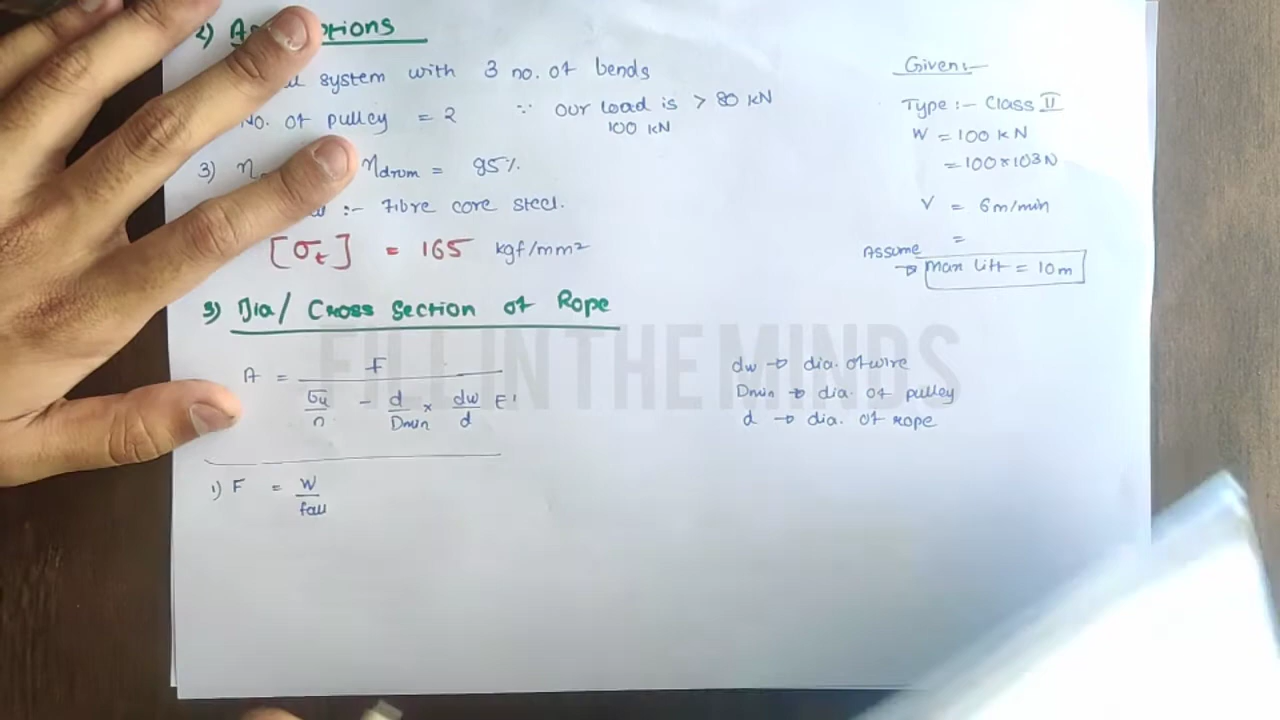 2)
system with 3 no. of bends
No. of pulley = 2 ∵ Our load is > 80 kN
100 kN
3) ηdrum = 95%.
:- Fibre core steel.
[σt] = 165 kgf/mm²
3) Dia/ Cross Section of Rope
A = F / (σu/n - d/Dmin × dw/d E')
1) F = W/fall
Given:-
Type :- Class II
W = 100 kN
= 100×10³N
V = 6m/min
=
Assume
→ Max lift = 10m
dw → dia. of wire
Dmin → dia. of pulley
d → dia. of rope
FILL IN THE MINDS